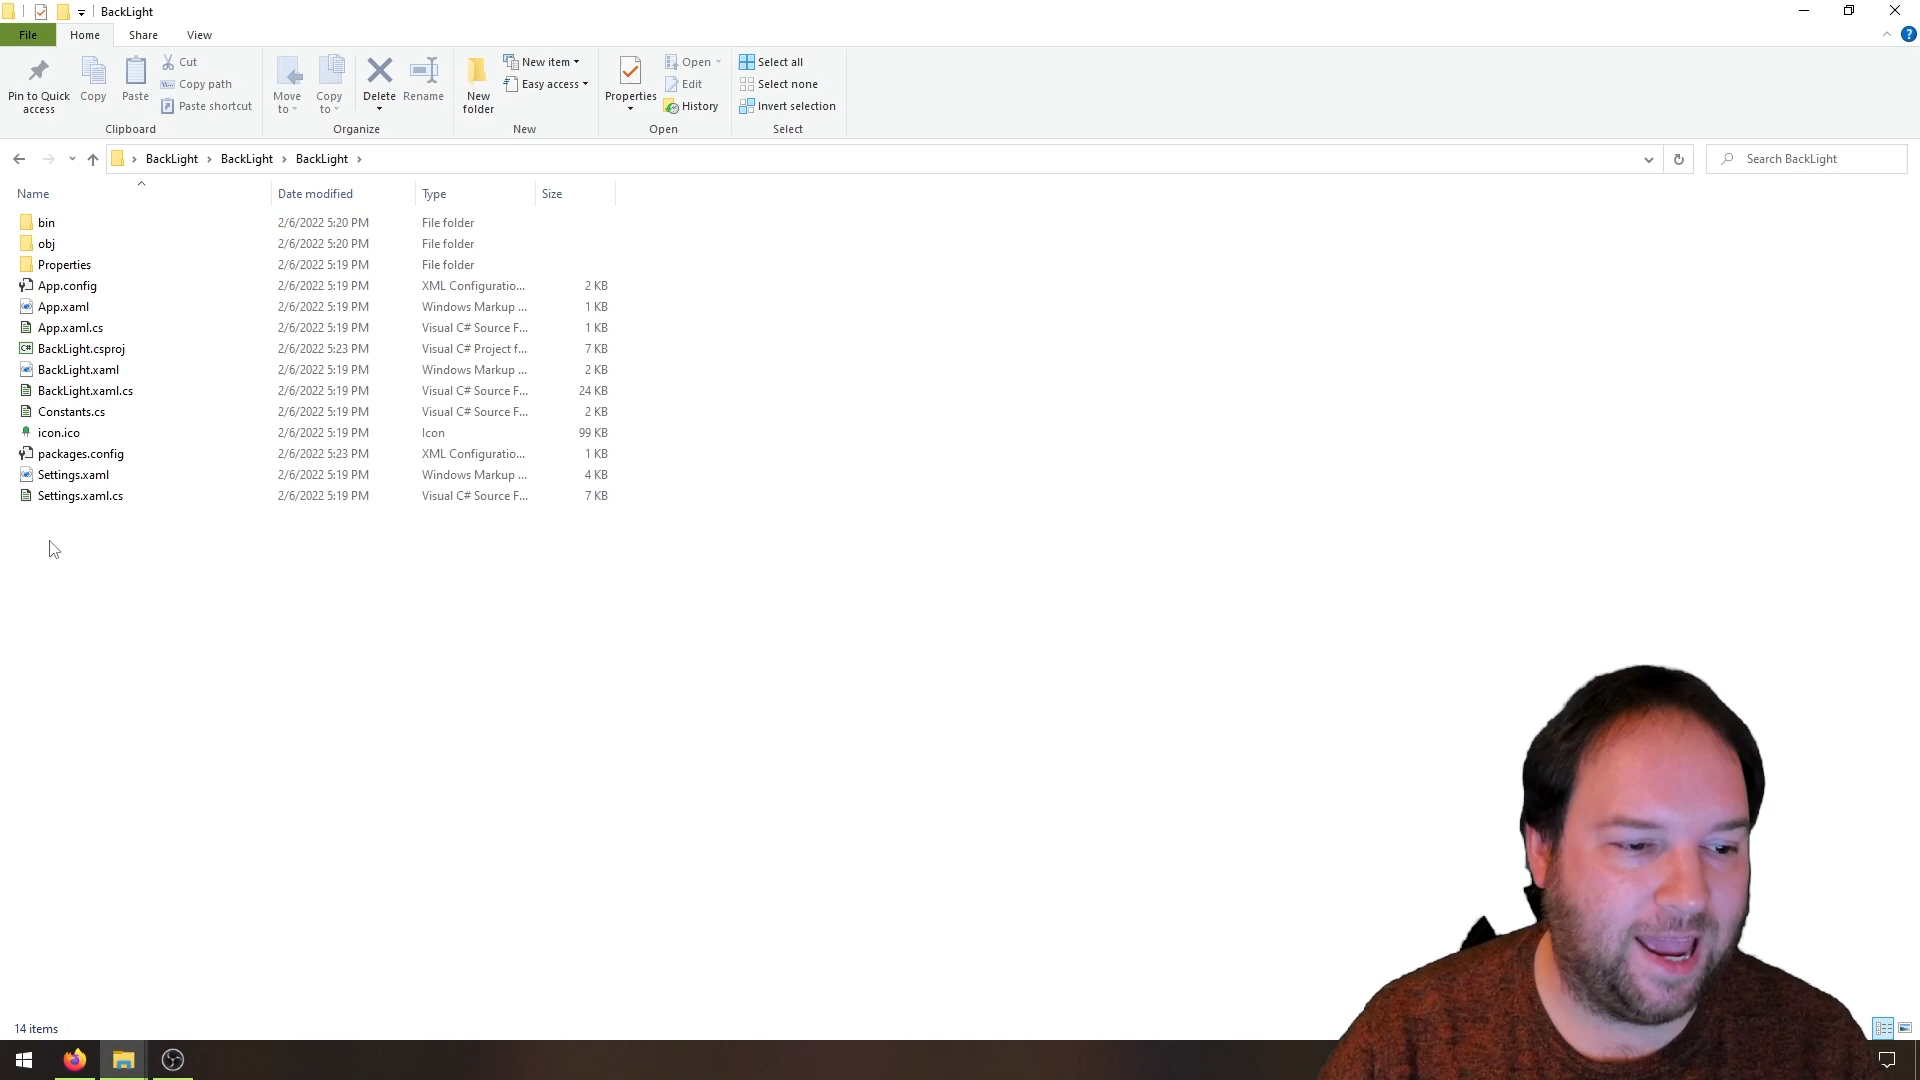 BackLight
File Home Share View
Pin to Quick access
Copy
Paste
Cut
Copy path
Paste shortcut
Clipboard
Move to
Copy to
Delete
Rename
Organize
New folder
New item
Easy access
New
Properties
Open
Edit
History
Open
Select all
Select none
Invert selection
Select
BackLight > BackLight > BackLight >
Search BackLight
Name Date modified Type Size
bin 2/6/2022 5:20 PM File folder
obj 2/6/2022 5:20 PM File folder
Properties 2/6/2022 5:19 PM File folder
App.config 2/6/2022 5:19 PM XML Configuratio... 2 KB
App.xaml 2/6/2022 5:19 PM Windows Markup ... 1 KB
App.xaml.cs 2/6/2022 5:19 PM Visual C# Source F... 1 KB
BackLight.csproj 2/6/2022 5:23 PM Visual C# Project f... 7 KB
BackLight.xaml 2/6/2022 5:19 PM Windows Markup ... 2 KB
BackLight.xaml.cs 2/6/2022 5:19 PM Visual C# Source F... 24 KB
Constants.cs 2/6/2022 5:19 PM Visual C# Source F... 2 KB
icon.ico 2/6/2022 5:19 PM Icon 99 KB
packages.config 2/6/2022 5:23 PM XML Configuratio... 1 KB
Settings.xaml 2/6/2022 5:19 PM Windows Markup ... 4 KB
Settings.xaml.cs 2/6/2022 5:19 PM Visual C# Source F... 7 KB
14 items